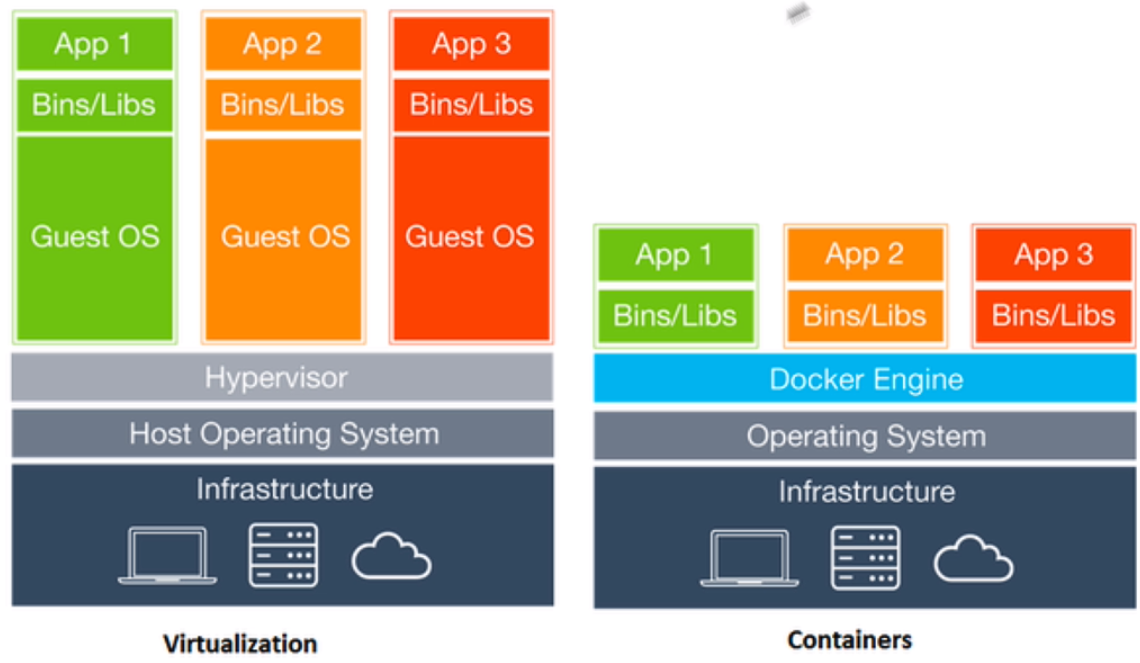 App 1
App 2
App 3
Bins/Libs
Bins/Libs
Bins/Libs
Guest OS
Guest OS
Guest OS
Hypervisor
Host Operating System
Infrastructure
Virtualization
App 1
App 2
App 3
Bins/Libs
Bins/Libs
Bins/Libs
Docker Engine
Operating System
Infrastructure
Containers